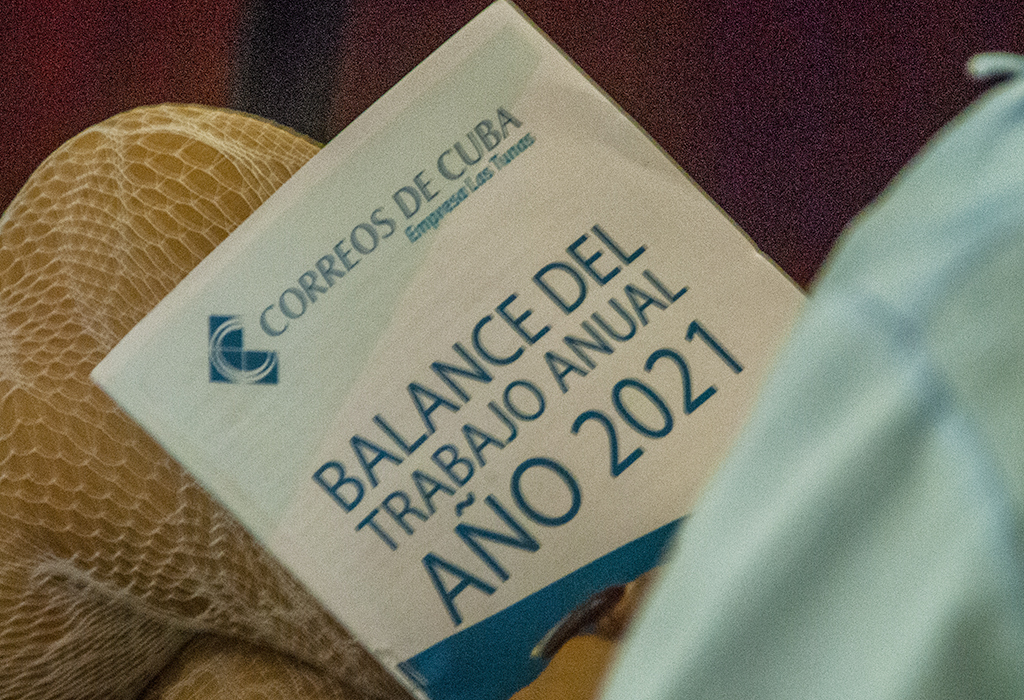 CORREOS DE CUBA
Empresa Las Tunas
BALANCE DEL
TRABAJO ANUAL
AÑO 2021